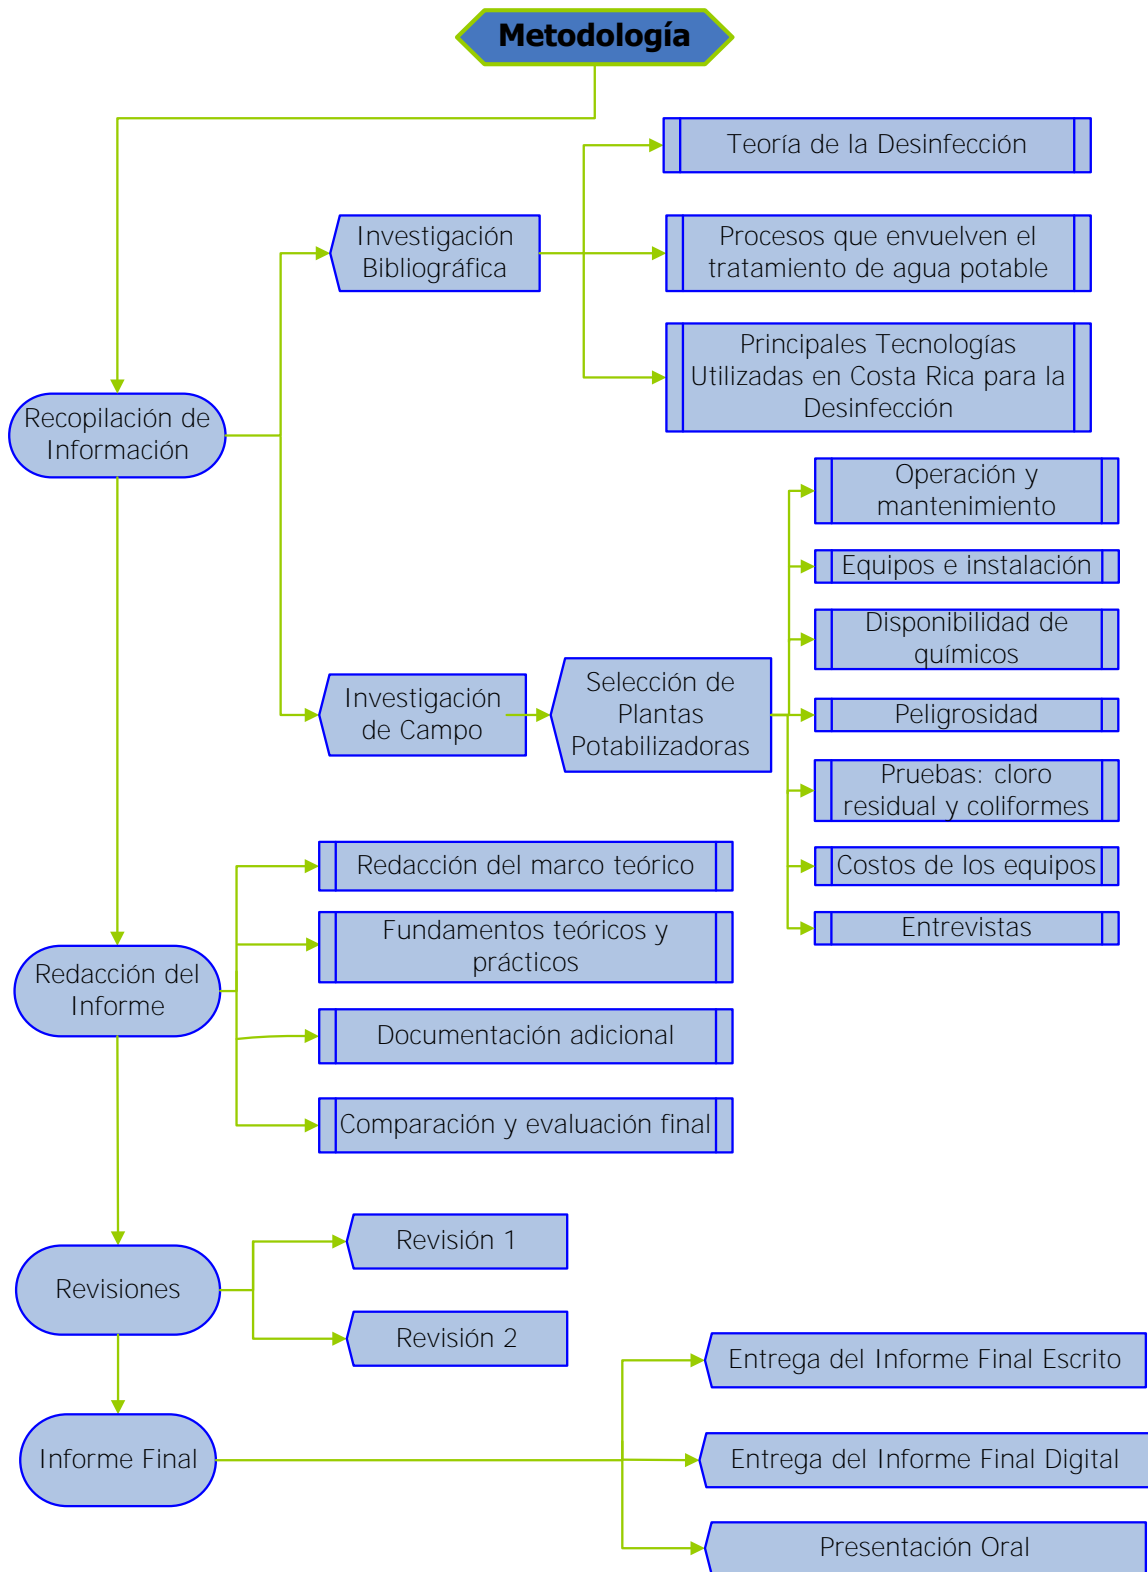 Metodología
Teoría de la Desinfección
Investigación
Bibliográfica
Procesos que envuelven el
tratamiento de agua potable
Principales Tecnologías
Utilizadas en Costa Rica para la
Desinfección
Recopilación de
Información
Operación y
mantenimiento
Equipos e instalación
Disponibilidad de
químicos
Investigación
de Campo
Selección de
Plantas
Potabilizadoras
Peligrosidad
Pruebas: cloro
residual y coliformes
Costos de los equipos
Entrevistas
Redacción del marco teórico
Fundamentos teóricos y
prácticos
Redacción del
Informe
Documentación adicional
Comparación y evaluación final
Revisión 1
Revisiones
Revisión 2
Entrega del Informe Final Escrito
Informe Final
Entrega del Informe Final Digital
Presentación Oral